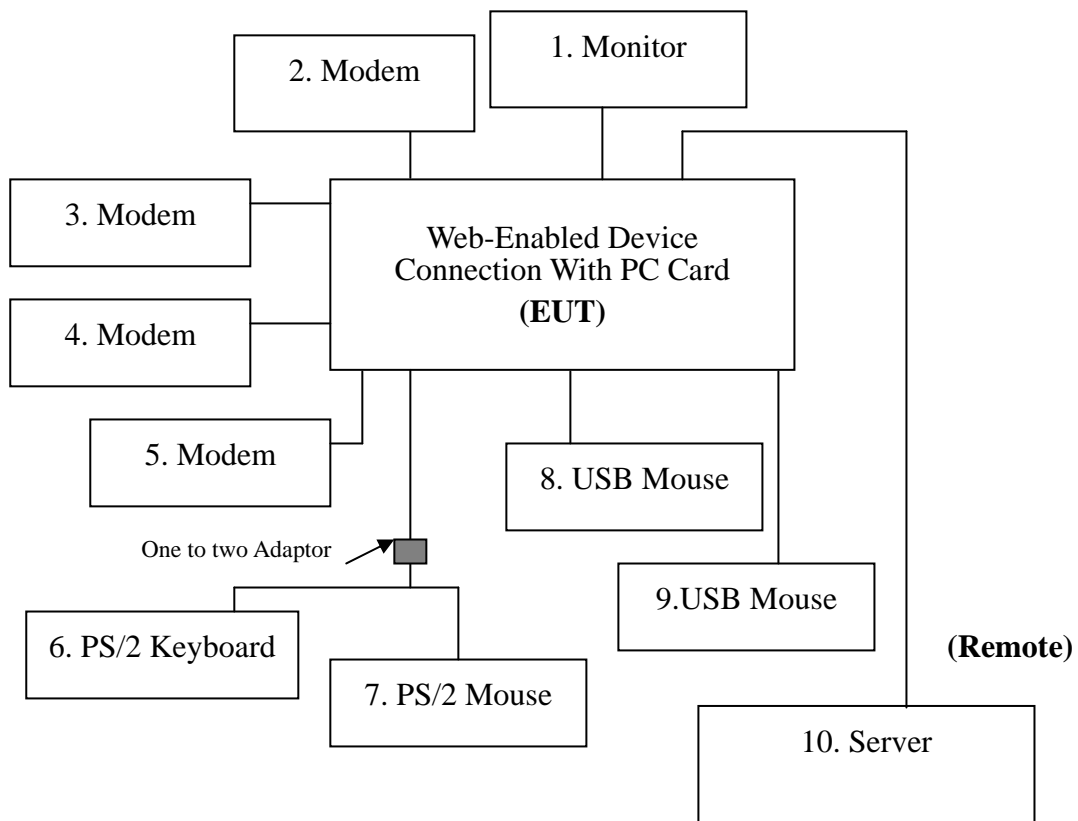 1. Monitor
2. Modem
3. Modem
Web-Enabled Device
Connection With PC Card
(EUT)
4. Modem
5. Modem
8. USB Mouse
One to two Adaptor
9.USB Mouse
6. PS/2 Keyboard
(Remote)
7. PS/2 Mouse
10. Server